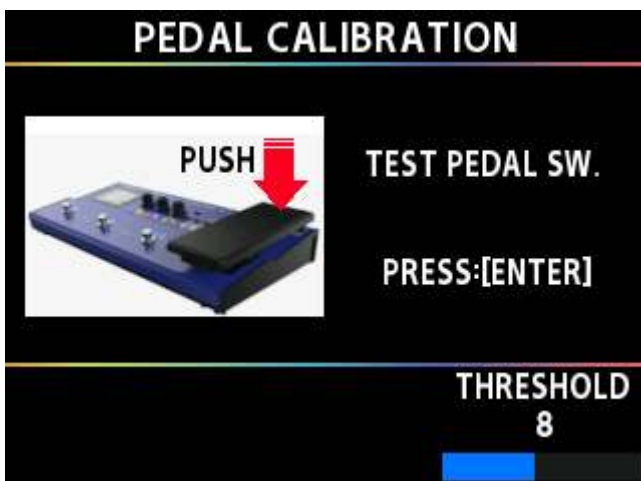 PEDAL CALIBRATION
PUSH
TEST PEDAL SW.
PRESS:[ENTER]
THRESHOLD
8